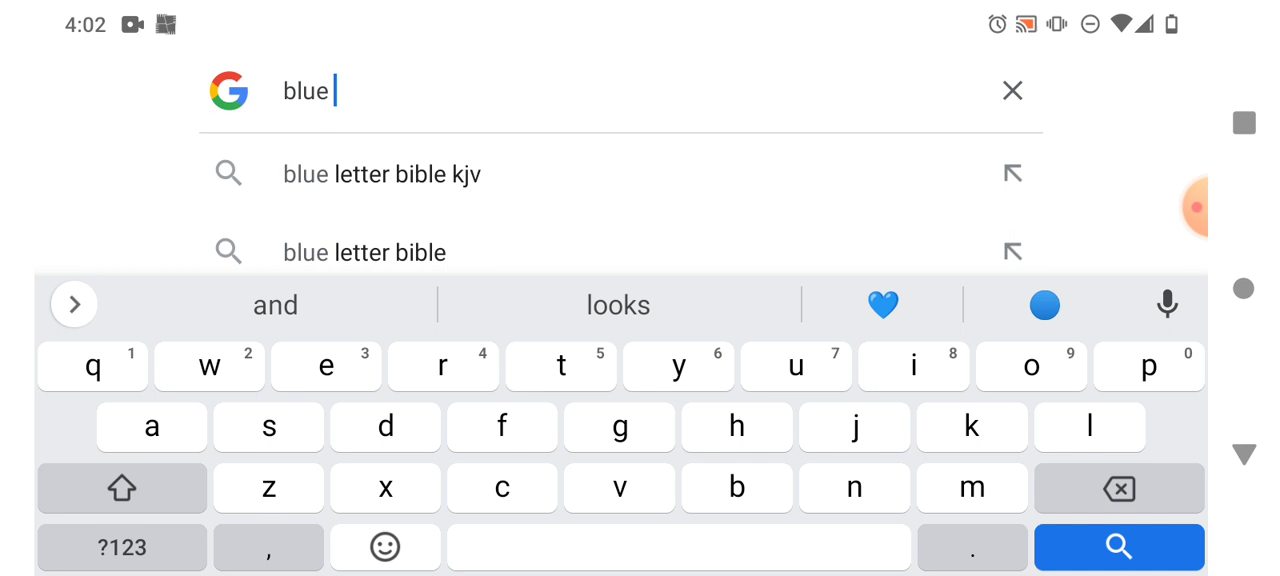 4:02
blue
blue letter bible kjv
blue letter bible
and looks
q 1 w 2 e 3 r 4 t 5 y 6 u 7 i 8 o 9 p 0
a s d f g h j k l
z x c v b n m
?123 , .